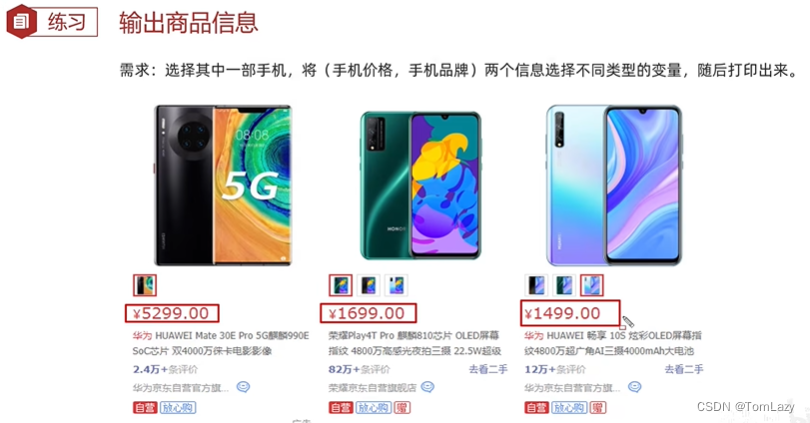 练习
输出商品信息
需求：选择其中一部手机，将（手机价格，手机品牌）两个信息选择不同类型的变量，随后打印出来。
08:08
5G
HONOR
HUAWEI
¥5299.00
¥1699.00
¥1499.00
华为 HUAWEI Mate 30E Pro 5G麒麟990E
SoC芯片 双4000万徕卡电影影像
2.4万+条评价
华为京东自营官方旗...
自营 放心购
荣耀Play4T Pro 麒麟810芯片 OLED屏幕
指纹 4800万高感光夜拍三摄 22.5W超级
82万+条评价
去看二手
荣耀京东自营旗舰店
自营 放心购 赠
华为 HUAWEI 畅享 10S 炫彩OLED屏幕指
纹4800万超广角AI三摄4000mAh大电池
12万+条评价
去看二手
华为京东自营官方旗...
自营 放心购 赠
CSDN @TomLazy